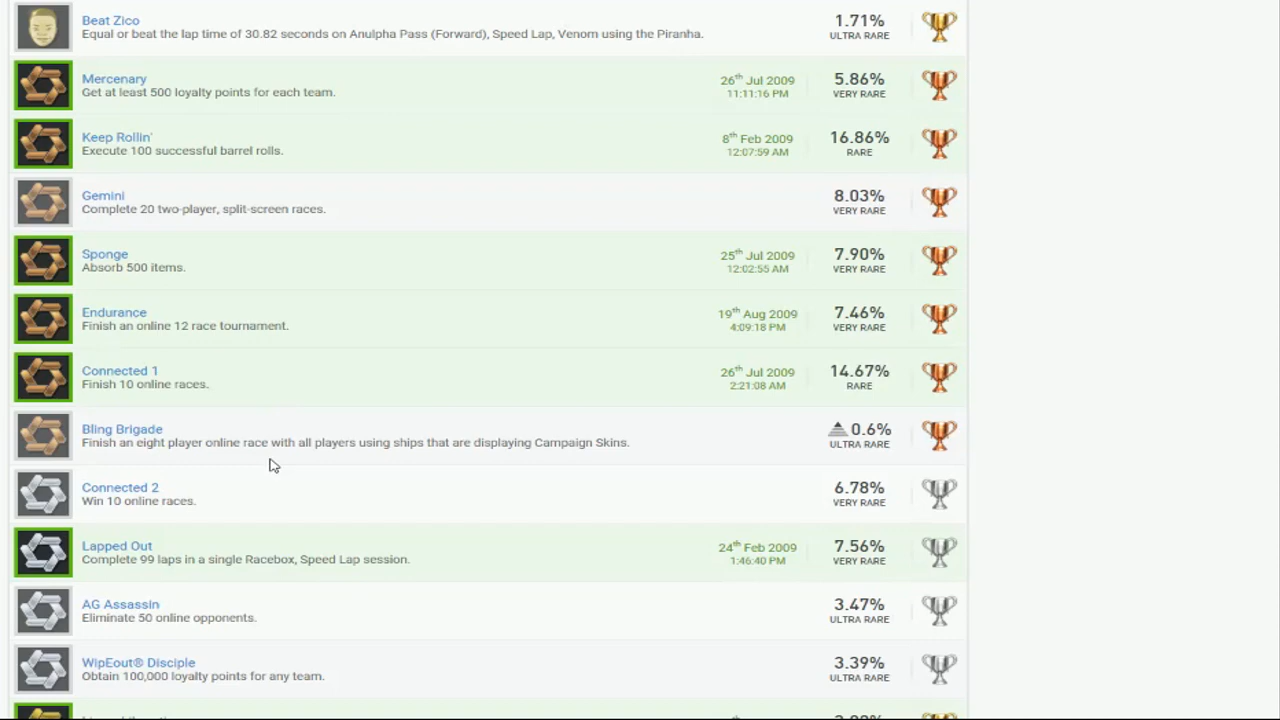 Beat Zico
Equal or beat the lap time of 30.82 seconds on Anulpha Pass (Forward), Speed Lap, Venom using the Piranha.
1.71%
ULTRA RARE
Mercenary
Get at least 500 loyalty points for each team.
26th Jul 2009
11:11:16 PM
5.86%
VERY RARE
Keep Rollin'
Execute 100 successful barrel rolls.
8th Feb 2009
12:07:59 AM
16.86%
RARE
Gemini
Complete 20 two-player, split-screen races.
8.03%
VERY RARE
Sponge
Absorb 500 items.
25th Jul 2009
12:02:55 AM
7.90%
VERY RARE
Endurance
Finish an online 12 race tournament.
19th Aug 2009
4:09:18 PM
7.46%
VERY RARE
Connected 1
Finish 10 online races.
26th Jul 2009
2:21:08 AM
14.67%
RARE
Bling Brigade
Finish an eight player online race with all players using ships that are displaying Campaign Skins.
0.6%
ULTRA RARE
Connected 2
Win 10 online races.
6.78%
VERY RARE
Lapped Out
Complete 99 laps in a single Racebox, Speed Lap session.
24th Feb 2009
1:46:40 PM
7.56%
VERY RARE
AG Assassin
Eliminate 50 online opponents.
3.47%
ULTRA RARE
WipEout® Disciple
Obtain 100,000 loyalty points for any team.
3.39%
ULTRA RARE